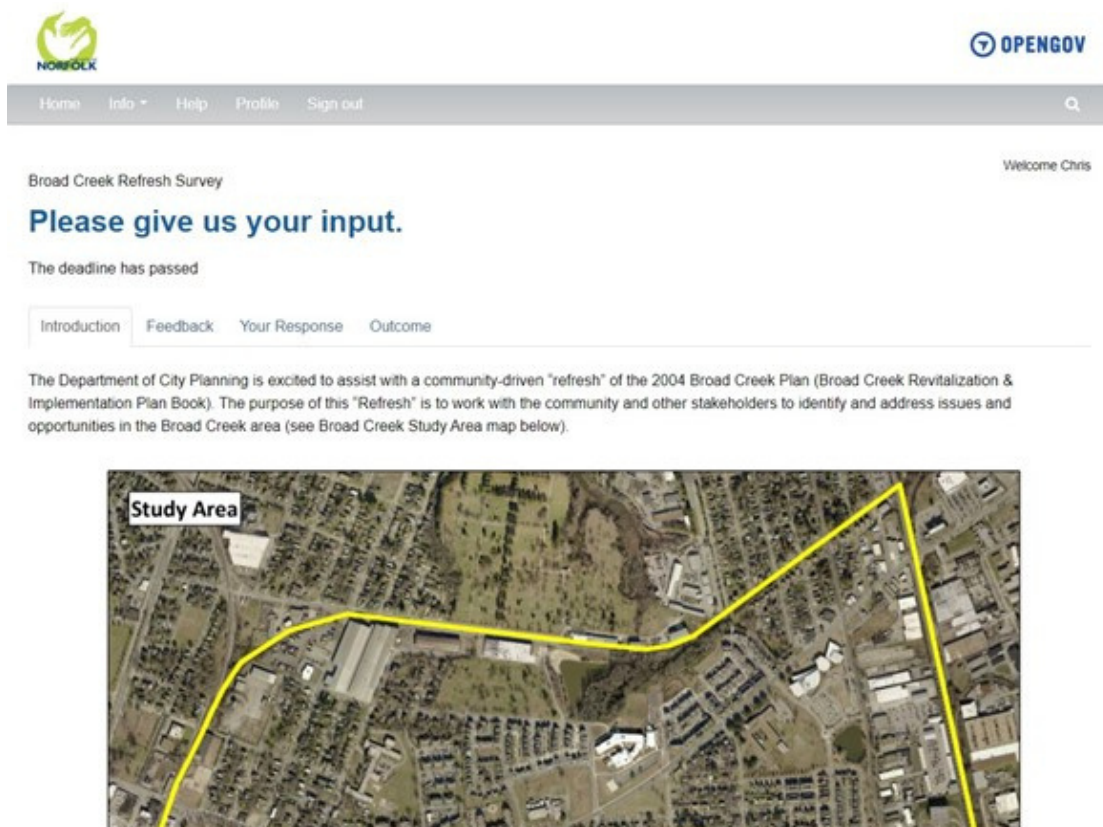 NORFOLK
OPENGOV
Home Info Help Profile Sign out
Welcome Chris
Broad Creek Refresh Survey
Please give us your input.
The deadline has passed
Introduction Feedback Your Response Outcome
The Department of City Planning is excited to assist with a community-driven "refresh" of the 2004 Broad Creek Plan (Broad Creek Revitalization &
Implementation Plan Book). The purpose of this "Refresh" is to work with the community and other stakeholders to identify and address issues and
opportunities in the Broad Creek area (see Broad Creek Study Area map below).
Study Area